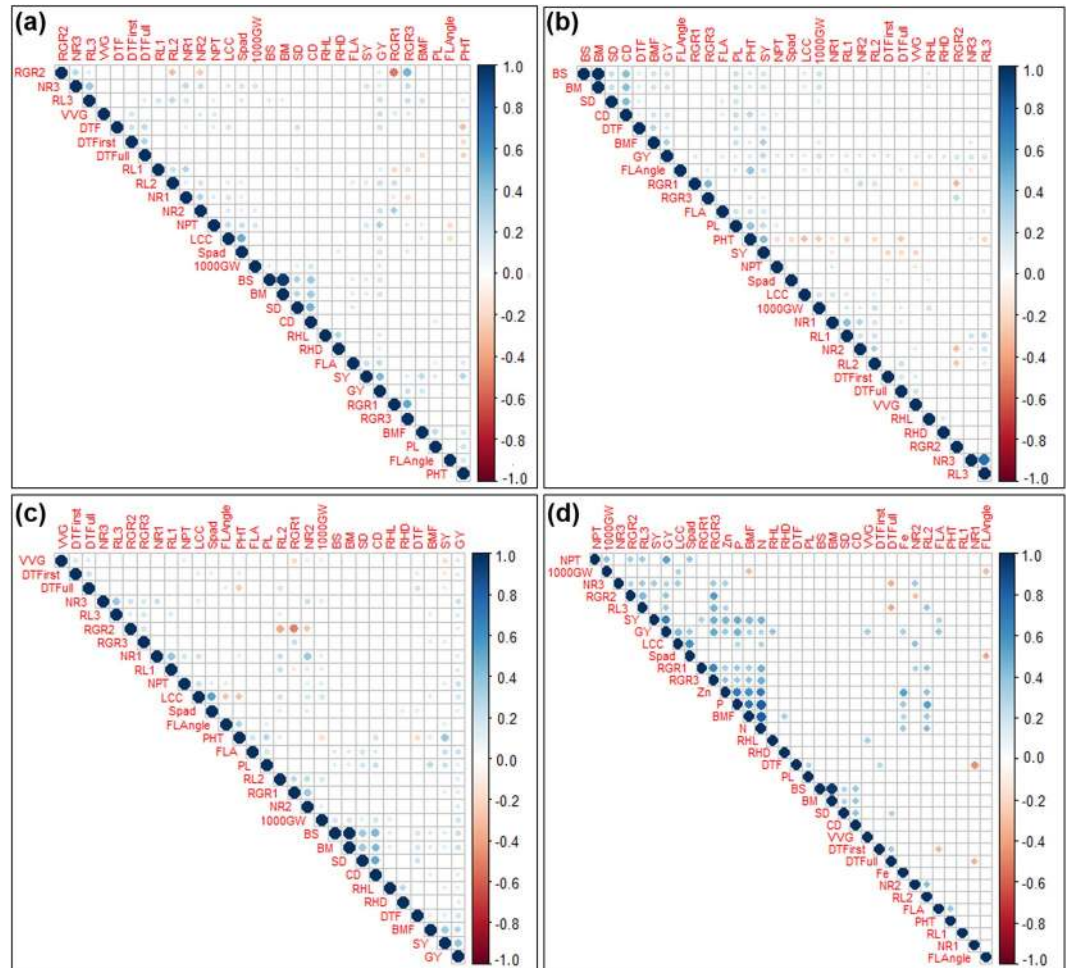 (a)
RGR2 NR3 RL3 VVG DTF DTFirst DTFull RL1 RL2 NR1 NR2 NPT LCC Spad 1000GW BS BM SD CD RHL RHD FLA SY GY RGR1 RGR3 BMF PL FLAngle PHT
RGR2
NR3
RL3
VVG
DTF
DTFirst
DTFull
RL1
RL2
NR1
NR2
NPT
LCC
Spad
1000GW
BS
BM
SD
CD
RHL
RHD
FLA
SY
GY
RGR1
RGR3
BMF
PL
FLAngle
PHT
1.0
0.8
0.6
0.4
0.2
0.0
-0.2
-0.4
-0.6
-0.8
-1.0
(b)
BS BM SD CD DTF BMF GY FLAngle RGR1 RGR3 FLA PL PHT SY NPT Spad LCC 1000GW NR1 RL1 NR2 RL2 DTFirst DTFull VVG RHL RHD RGR2 NR3 RL3
BS
BM
SD
CD
DTF
BMF
GY
FLAngle
RGR1
RGR3
FLA
PL
PHT
SY
NPT
Spad
LCC
1000GW
NR1
RL1
NR2
RL2
DTFirst
DTFull
VVG
RHL
RHD
RGR2
NR3
RL3
1.0
0.8
0.6
0.4
0.2
0.0
-0.2
-0.4
-0.6
-0.8
-1.0
(c)
VVG DTFirst DTFull NR3 RL3 RGR2 RGR3 NR1 RL1 NPT LCC Spad FLAngle PHT FLA PL RL2 RGR1 NR2 1000GW BS BM SD CD RHL RHD DTF BMF SY GY
VVG
DTFirst
DTFull
NR3
RL3
RGR2
RGR3
NR1
RL1
NPT
LCC
Spad
FLAngle
PHT
FLA
PL
RL2
RGR1
NR2
1000GW
BS
BM
SD
CD
RHL
RHD
DTF
BMF
SY
GY
1.0
0.8
0.6
0.4
0.2
0.0
-0.2
-0.4
-0.6
-0.8
-1.0
(d)
NPT 1000GW NR3 RGR2 RL3 SY GY LCC Spad RGR1 RGR3 Zn P BMF N RHL RHD DTF PL BS BM SD CD VVG DTFirst DTFull Fe NR2 RL2 FLA PHT RL1 NR1 FLAngle
NPT
1000GW
NR3
RGR2
RL3
SY
GY
LCC
Spad
RGR1
RGR3
Zn
P
BMF
N
RHL
RHD
DTF
PL
BS
BM
SD
CD
VVG
DTFirst
DTFull
Fe
NR2
RL2
FLA
PHT
RL1
NR1
FLAngle
1.0
0.8
0.6
0.4
0.2
0.0
-0.2
-0.4
-0.6
-0.8
-1.0